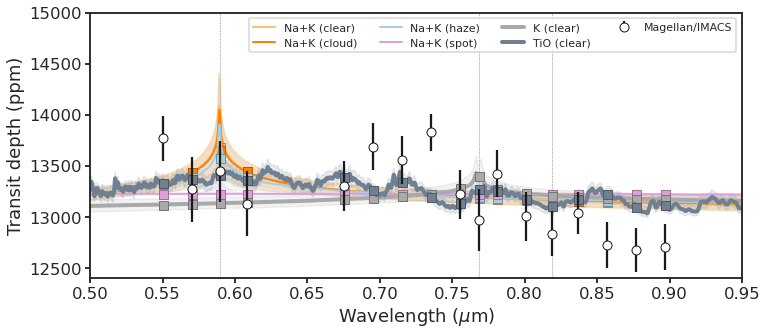 15000
14500
14000
13500
13000
12500
Transit depth (ppm)
Na+K (clear)
Na+K (cloud)
Na+K (haze)
Na+K (spot)
K (clear)
TiO (clear)
Magellan/IMACS
0.50 0.55 0.60 0.65 0.70 0.75 0.80 0.85 0.90 0.95
Wavelength (μm)